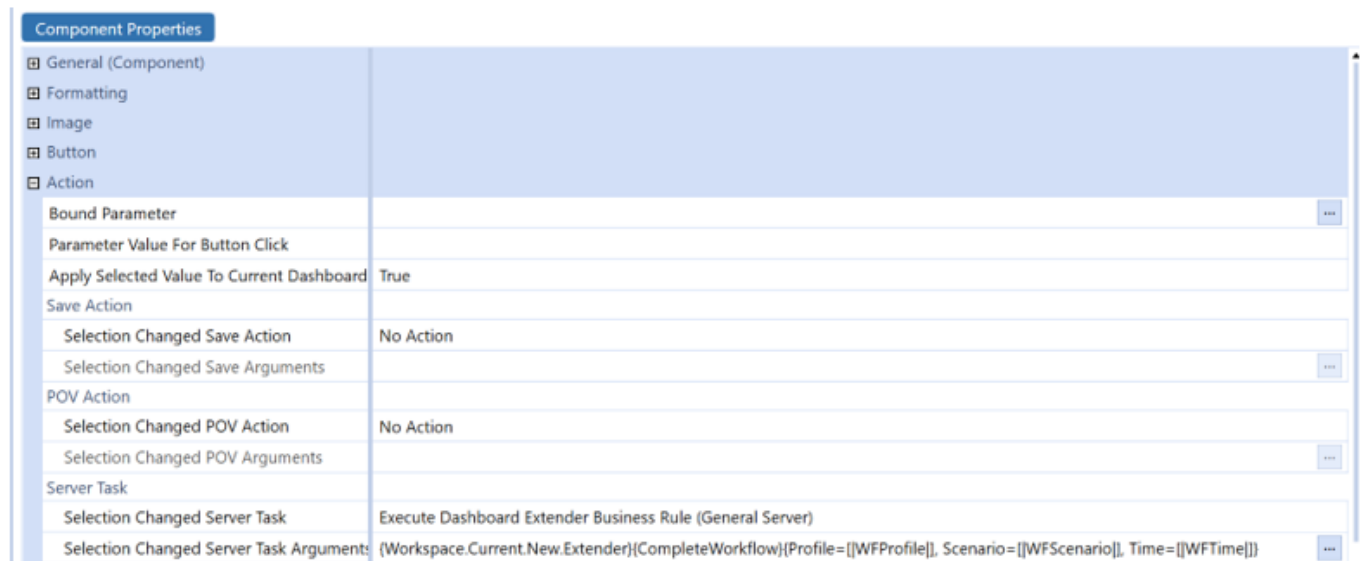 Component Properties
General (Component)
Formatting
Image
Button
Action
Bound Parameter
...
Parameter Value For Button Click
Apply Selected Value To Current Dashboard True
Save Action
Selection Changed Save Action No Action
Selection Changed Save Arguments
...
POV Action
Selection Changed POV Action No Action
Selection Changed POV Arguments
...
Server Task
Selection Changed Server Task Execute Dashboard Extender Business Rule (General Server)
Selection Changed Server Task Arguments {Workspace.Current.New.Extender}{CompleteWorkflow}{Profile=[|WFProfile|], Scenario=[|WFScenario|], Time=[|WFTime|]}
...